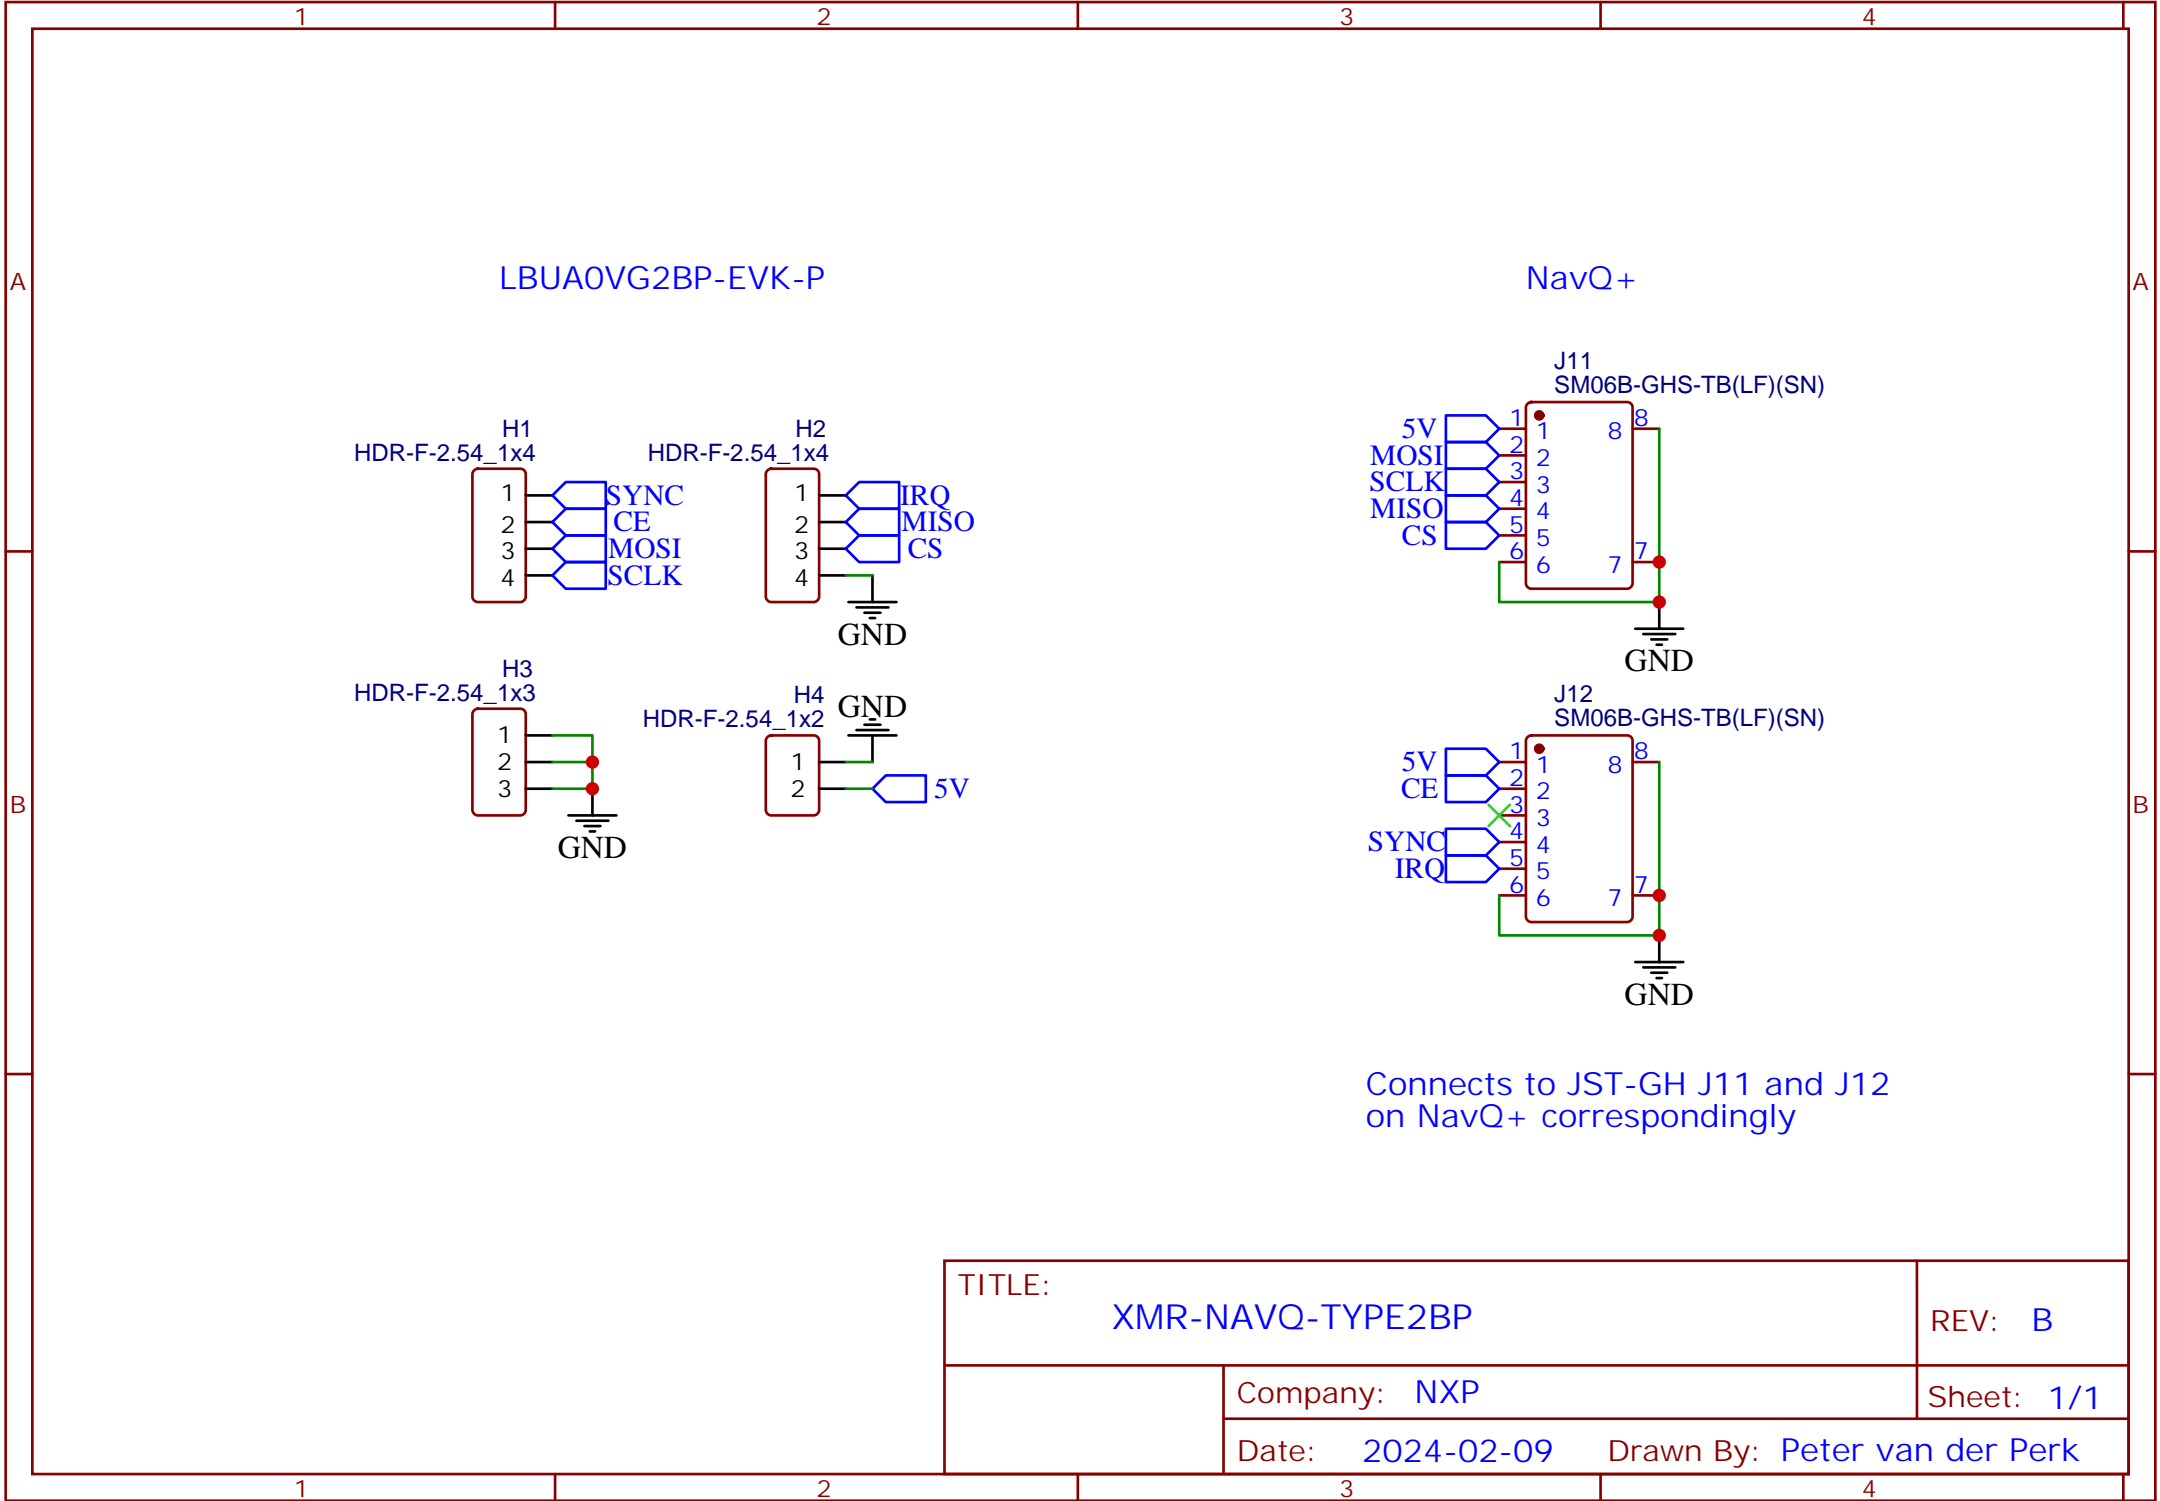 1 2 3 4
A A
LBUA0VG2BP-EVK-P
NavQ+
H1
HDR-F-2.54_1x4
1 SYNC
2 CE
3 MOSI
4 SCLK
H2
HDR-F-2.54_1x4
1 IRQ
2 MISO
3 CS
4
GND
J11
SM06B-GHS-TB(LF)(SN)
5V 1 1 8 8
MOSI 2 2
SCLK 3 3
MISO 4 4
CS 5 5
6 6 7 7
GND
H3
HDR-F-2.54_1x3
1
2
3
GND
H4
HDR-F-2.54_1x2
GND
1
2 5V
J12
SM06B-GHS-TB(LF)(SN)
5V 1 1 8 8
CE 2 2
3 3
SYNC 4 4
IRQ 5 5
6 6 7 7
GND
B B
Connects to JST-GH J11 and J12
on NavQ+ correspondingly
TITLE:
XMR-NAVQ-TYPE2BP
REV: B
Company: NXP
Sheet: 1/1
Date: 2024-02-09 Drawn By: Peter van der Perk
1 2 3 4